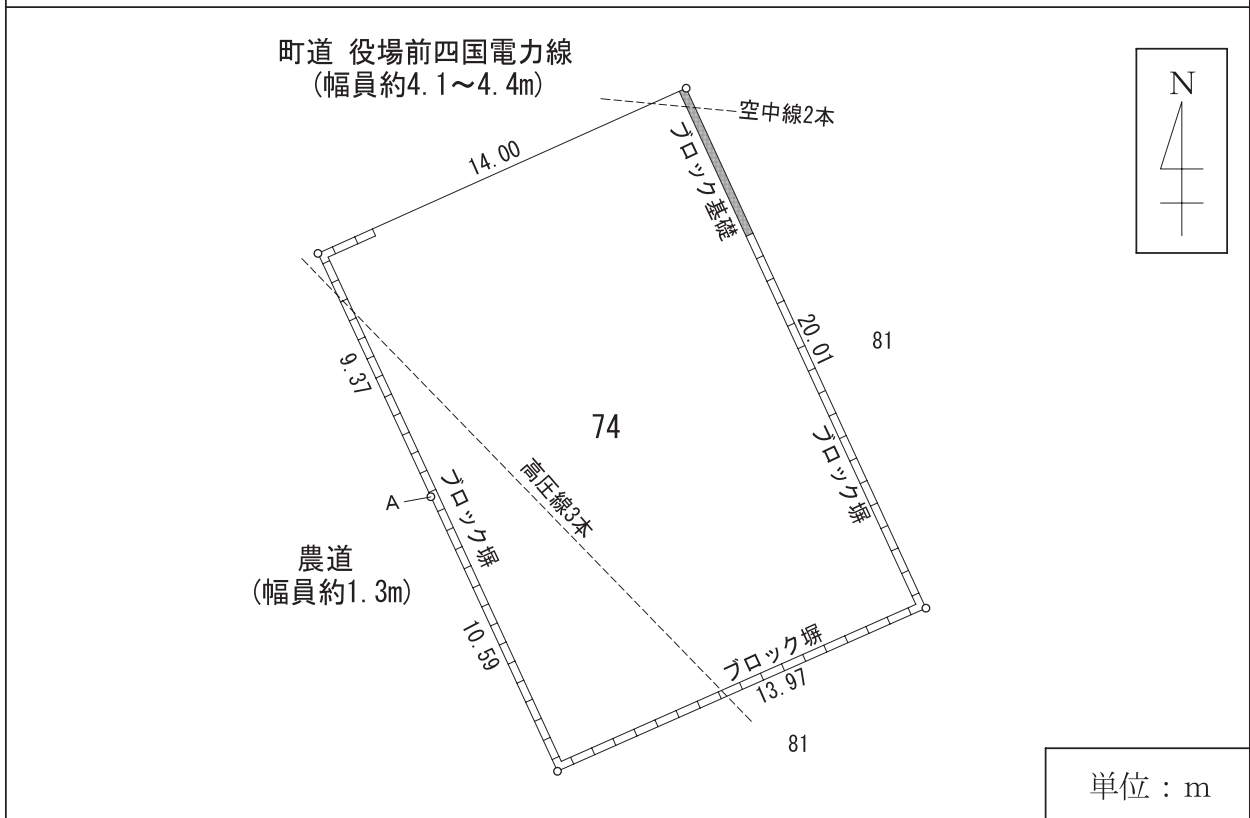 町道 役場前四国電力線
(幅員約4.1～4.4m)
N
空中線2本
14.00
ブロック基礎
20.01
81
9.37
74
ブロック塀
高圧線3本
A
ブロック塀
農道
(幅員約1.3m)
10.59
ブロック塀
13.97
81
単位：m